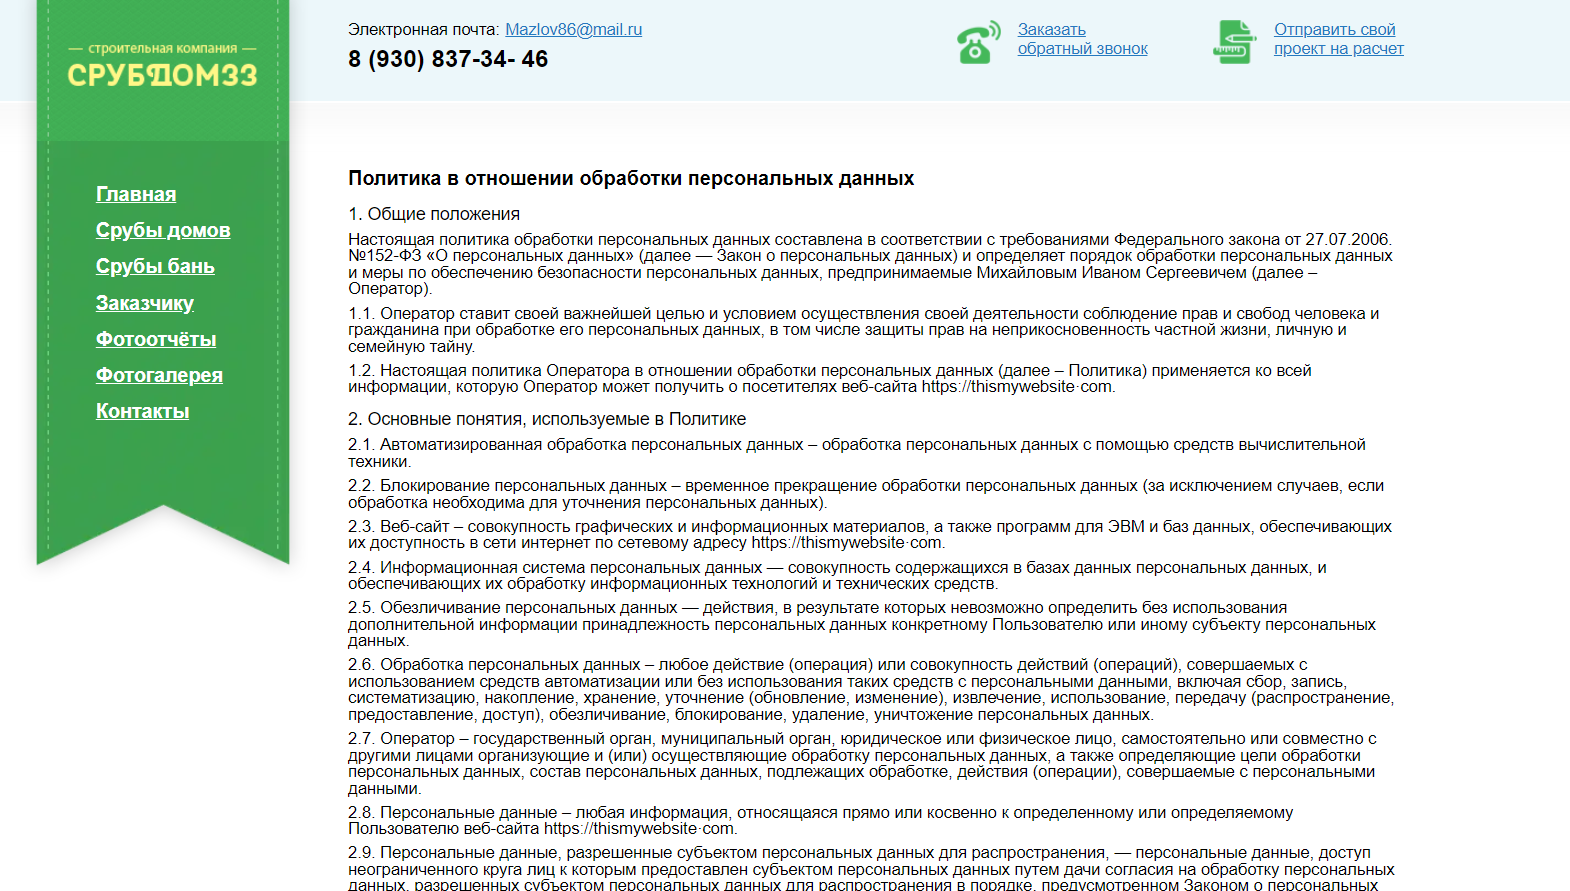 — строительная компания —
СРУБДОМ33
Электронная почта: Mazlov86@mail.ru
8 (930) 837-34- 46
Заказать
обратный звонок
Отправить свой
проект на расчет
Главная
Срубы домов
Срубы бань
Заказчику
Фотоотчёты
Фотогалерея
Контакты
Политика в отношении обработки персональных данных
1. Общие положения
Настоящая политика обработки персональных данных составлена в соответствии с требованиями Федерального закона от 27.07.2006.
№152-ФЗ «О персональных данных» (далее — Закон о персональных данных) и определяет порядок обработки персональных данных
и меры по обеспечению безопасности персональных данных, предпринимаемые Михайловым Иваном Сергеевичем (далее –
Оператор).
1.1. Оператор ставит своей важнейшей целью и условием осуществления своей деятельности соблюдение прав и свобод человека и
гражданина при обработке его персональных данных, в том числе защиты прав на неприкосновенность частной жизни, личную и
семейную тайну.
1.2. Настоящая политика Оператора в отношении обработки персональных данных (далее – Политика) применяется ко всей
информации, которую Оператор может получить о посетителях веб-сайта https://thismywebsite·com.
2. Основные понятия, используемые в Политике
2.1. Автоматизированная обработка персональных данных – обработка персональных данных с помощью средств вычислительной
техники.
2.2. Блокирование персональных данных – временное прекращение обработки персональных данных (за исключением случаев, если
обработка необходима для уточнения персональных данных).
2.3. Веб-сайт – совокупность графических и информационных материалов, а также программ для ЭВМ и баз данных, обеспечивающих
их доступность в сети интернет по сетевому адресу https://thismywebsite·com.
2.4. Информационная система персональных данных — совокупность содержащихся в базах данных персональных данных, и
обеспечивающих их обработку информационных технологий и технических средств.
2.5. Обезличивание персональных данных — действия, в результате которых невозможно определить без использования
дополнительной информации принадлежность персональных данных конкретному Пользователю или иному субъекту персональных
данных.
2.6. Обработка персональных данных – любое действие (операция) или совокупность действий (операций), совершаемых с
использованием средств автоматизации или без использования таких средств с персональными данными, включая сбор, запись,
систематизацию, накопление, хранение, уточнение (обновление, изменение), извлечение, использование, передачу (распространение,
предоставление, доступ), обезличивание, блокирование, удаление, уничтожение персональных данных.
2.7. Оператор – государственный орган, муниципальный орган, юридическое или физическое лицо, самостоятельно или совместно с
другими лицами организующие и (или) осуществляющие обработку персональных данных, а также определяющие цели обработки
персональных данных, состав персональных данных, подлежащих обработке, действия (операции), совершаемые с персональными
данными.
2.8. Персональные данные – любая информация, относящаяся прямо или косвенно к определенному или определяемому
Пользователю веб-сайта https://thismywebsite·com.
2.9. Персональные данные, разрешенные субъектом персональных данных для распространения, — персональные данные, доступ
неограниченного круга лиц к которым предоставлен субъектом персональных данных путем дачи согласия на обработку персональных
данных, разрешенных субъектом персональных данных для распространения в порядке, предусмотренном Законом о персональных